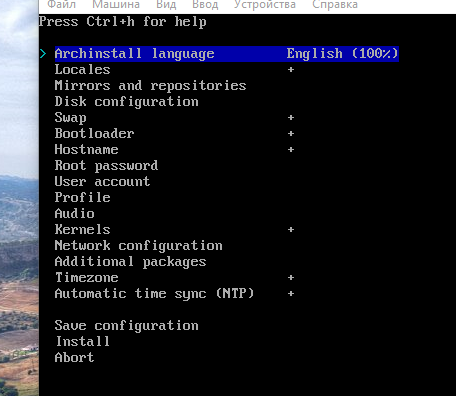 Файл Машина Вид Ввод Устройства Справка
Press Ctrl+h for help
> Archinstall language English (100%)
Locales +
Mirrors and repositories
Disk configuration
Swap +
Bootloader +
Hostname +
Root password
User account
Profile
Audio
Kernels +
Network configuration
Additional packages
Timezone +
Automatic time sync (NTP) +
Save configuration
Install
Abort